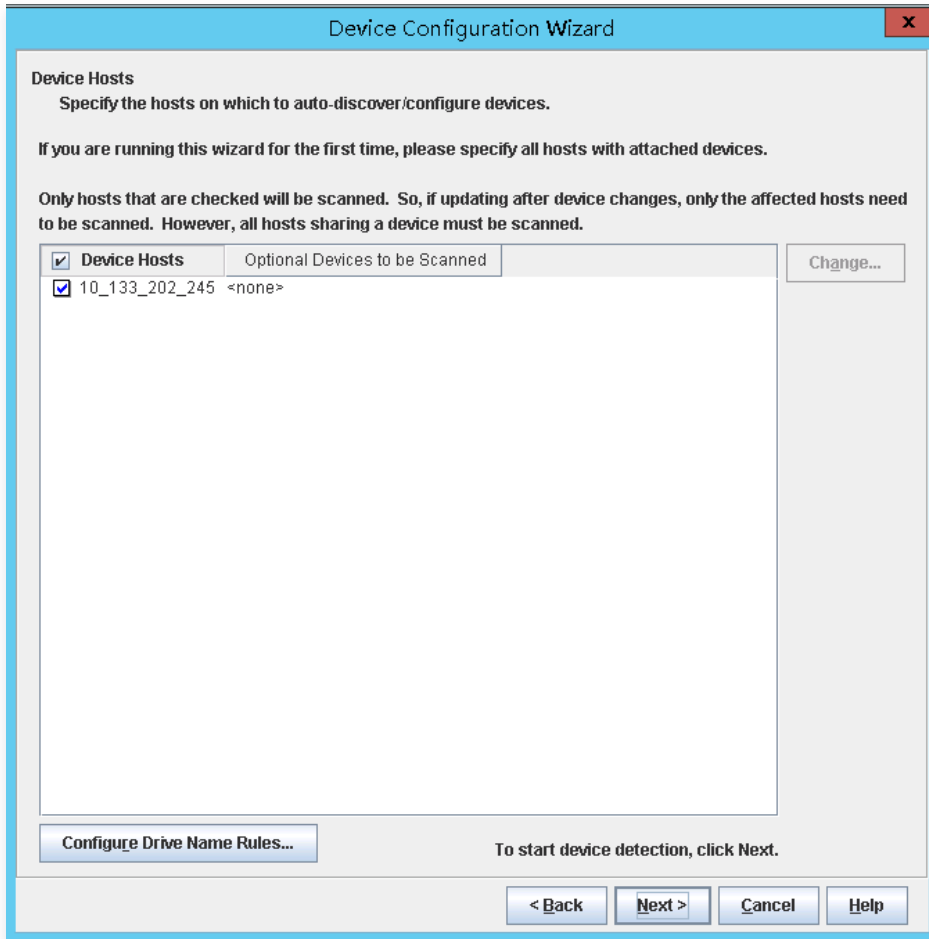 Device Configuration Wizard
x
Device Hosts
Specify the hosts on which to auto-discover/configure devices.
If you are running this wizard for the first time, please specify all hosts with attached devices.
Only hosts that are checked will be scanned. So, if updating after device changes, only the affected hosts need
to be scanned. However, all hosts sharing a device must be scanned.
Device Hosts Optional Devices to be Scanned
Change...
10_133_202_245 <none>
Configure Drive Name Rules...
To start device detection, click Next.
< Back Next > Cancel Help